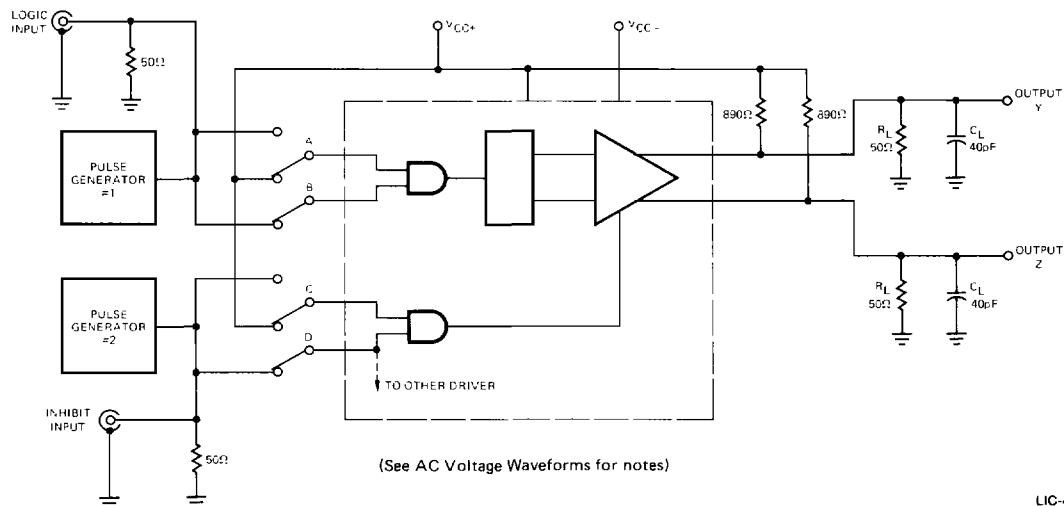 LOGIC
INPUT
50Ω
VCC+
VCC−
890Ω
890Ω
OUTPUT
Y
RL
50Ω
CL
40pF
PULSE
GENERATOR
#1
A
B
PULSE
GENERATOR
#2
C
D
TO OTHER DRIVER
OUTPUT
Z
RL
50Ω
CL
40pF
INHIBIT
INPUT
50Ω
(See AC Voltage Waveforms for notes)